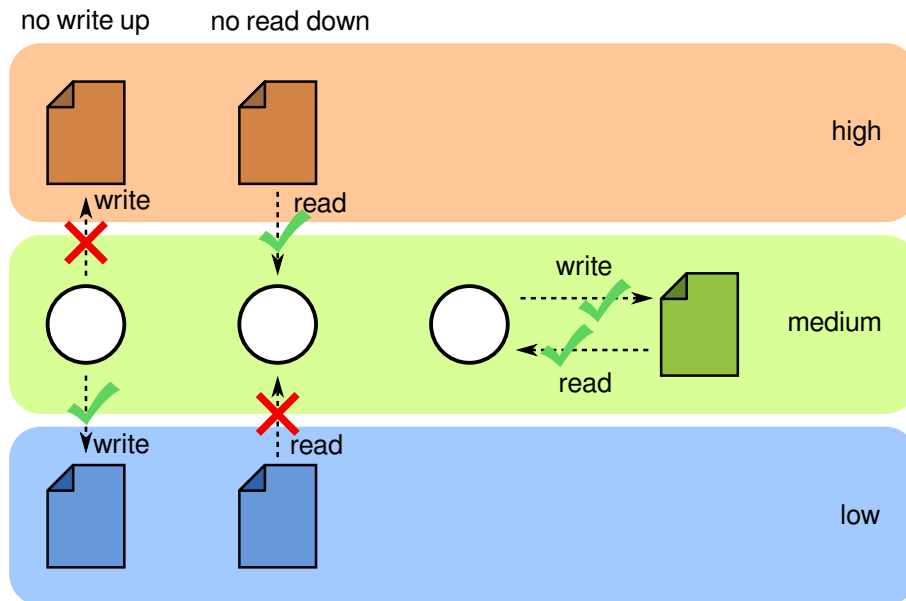 no write up
no read down
high
write
read
write
medium
read
write
read
low